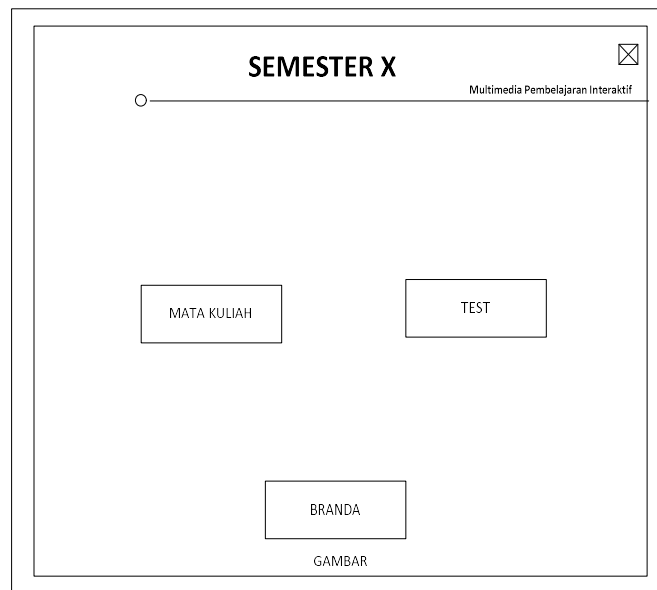 SEMESTER X
Multimedia Pembelajaran Interaktif
MATA KULIAH
TEST
BRANDA
GAMBAR